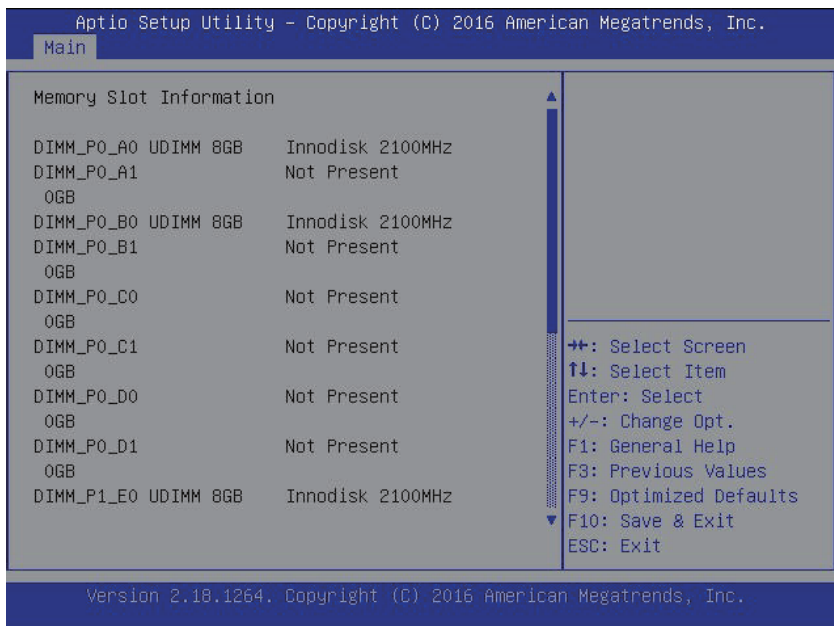 Aptio Setup Utility – Copyright (C) 2016 American Megatrends, Inc.
Main
Memory Slot Information
DIMM_P0_A0 UDIMM 8GB Innodisk 2100MHz
DIMM_P0_A1 Not Present
0GB
DIMM_P0_B0 UDIMM 8GB Innodisk 2100MHz
DIMM_P0_B1 Not Present
0GB
DIMM_P0_C0 Not Present
0GB
DIMM_P0_C1 Not Present
0GB
DIMM_P0_D0 Not Present
0GB
DIMM_P0_D1 Not Present
0GB
DIMM_P1_E0 UDIMM 8GB Innodisk 2100MHz
→←: Select Screen
↑↓: Select Item
Enter: Select
+/-: Change Opt.
F1: General Help
F3: Previous Values
F9: Optimized Defaults
F10: Save & Exit
ESC: Exit
Version 2.18.1264. Copyright (C) 2016 American Megatrends, Inc.